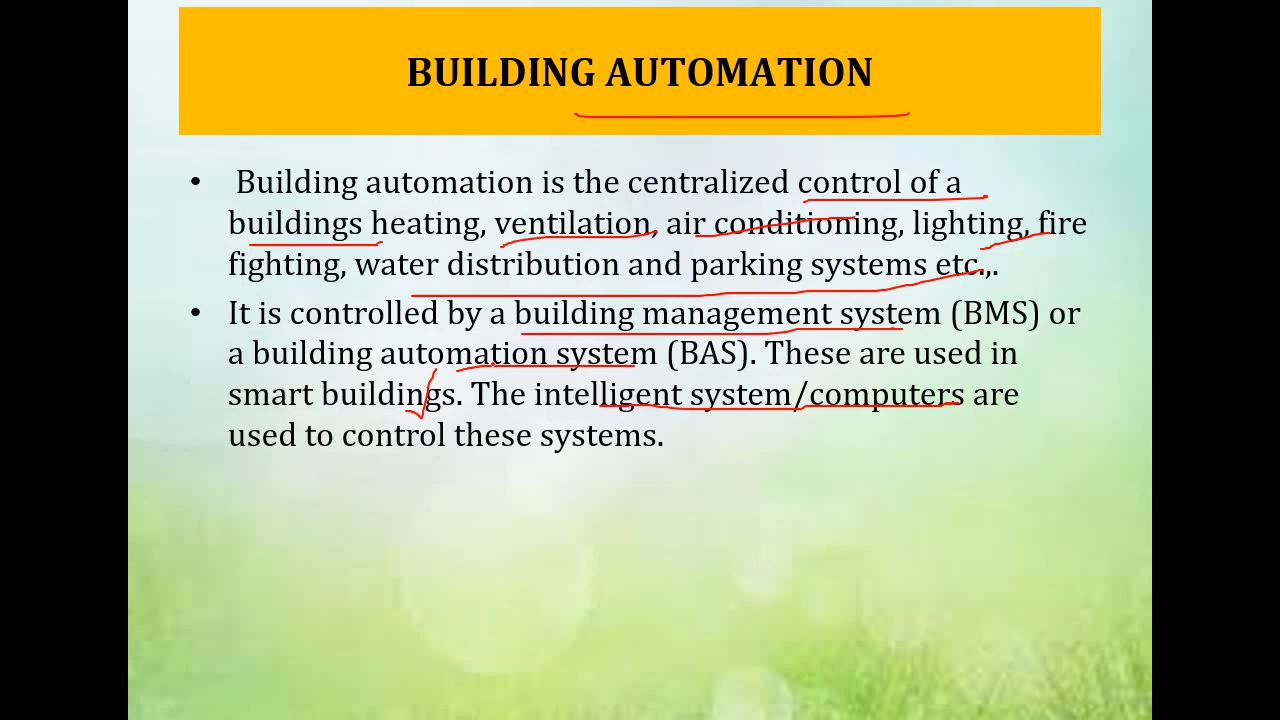 BUILDING AUTOMATION
• Building automation is the centralized control of a
buildings heating, ventilation, air conditioning, lighting, fire
fighting, water distribution and parking systems etc.,.
• It is controlled by a building management system (BMS) or
a building automation system (BAS). These are used in
smart buildings. The intelligent system/computers are
used to control these systems.